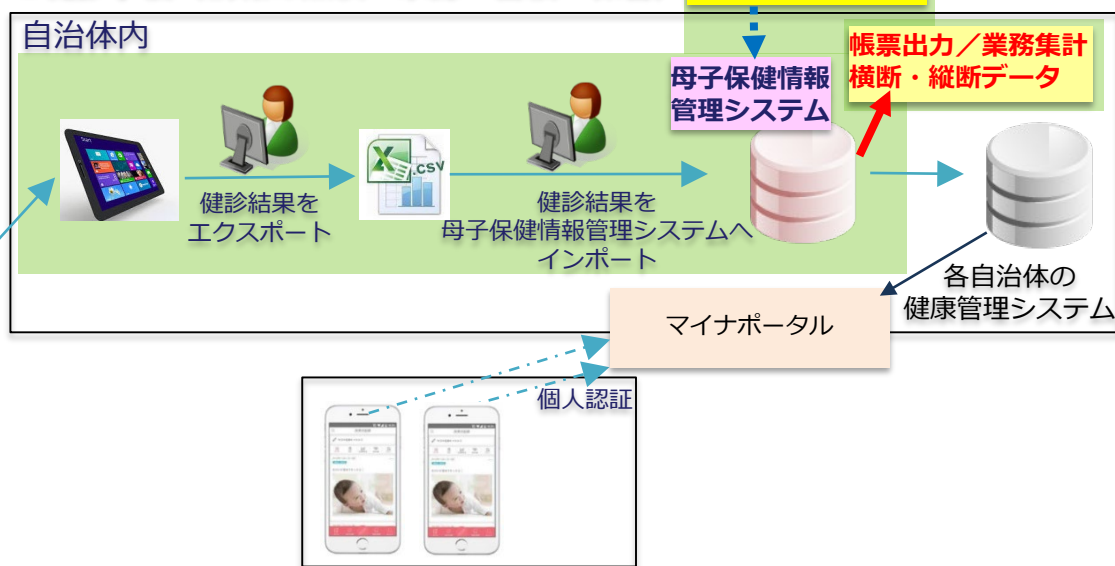 自治体内
帳票出力／業務集計
横断・縦断データ
母子保健情報
管理システム
.csv
健診結果を
エクスポート
健診結果を
母子保健情報管理システムへ
インポート
各自治体の
健康管理システム
マイナポータル
個人認証